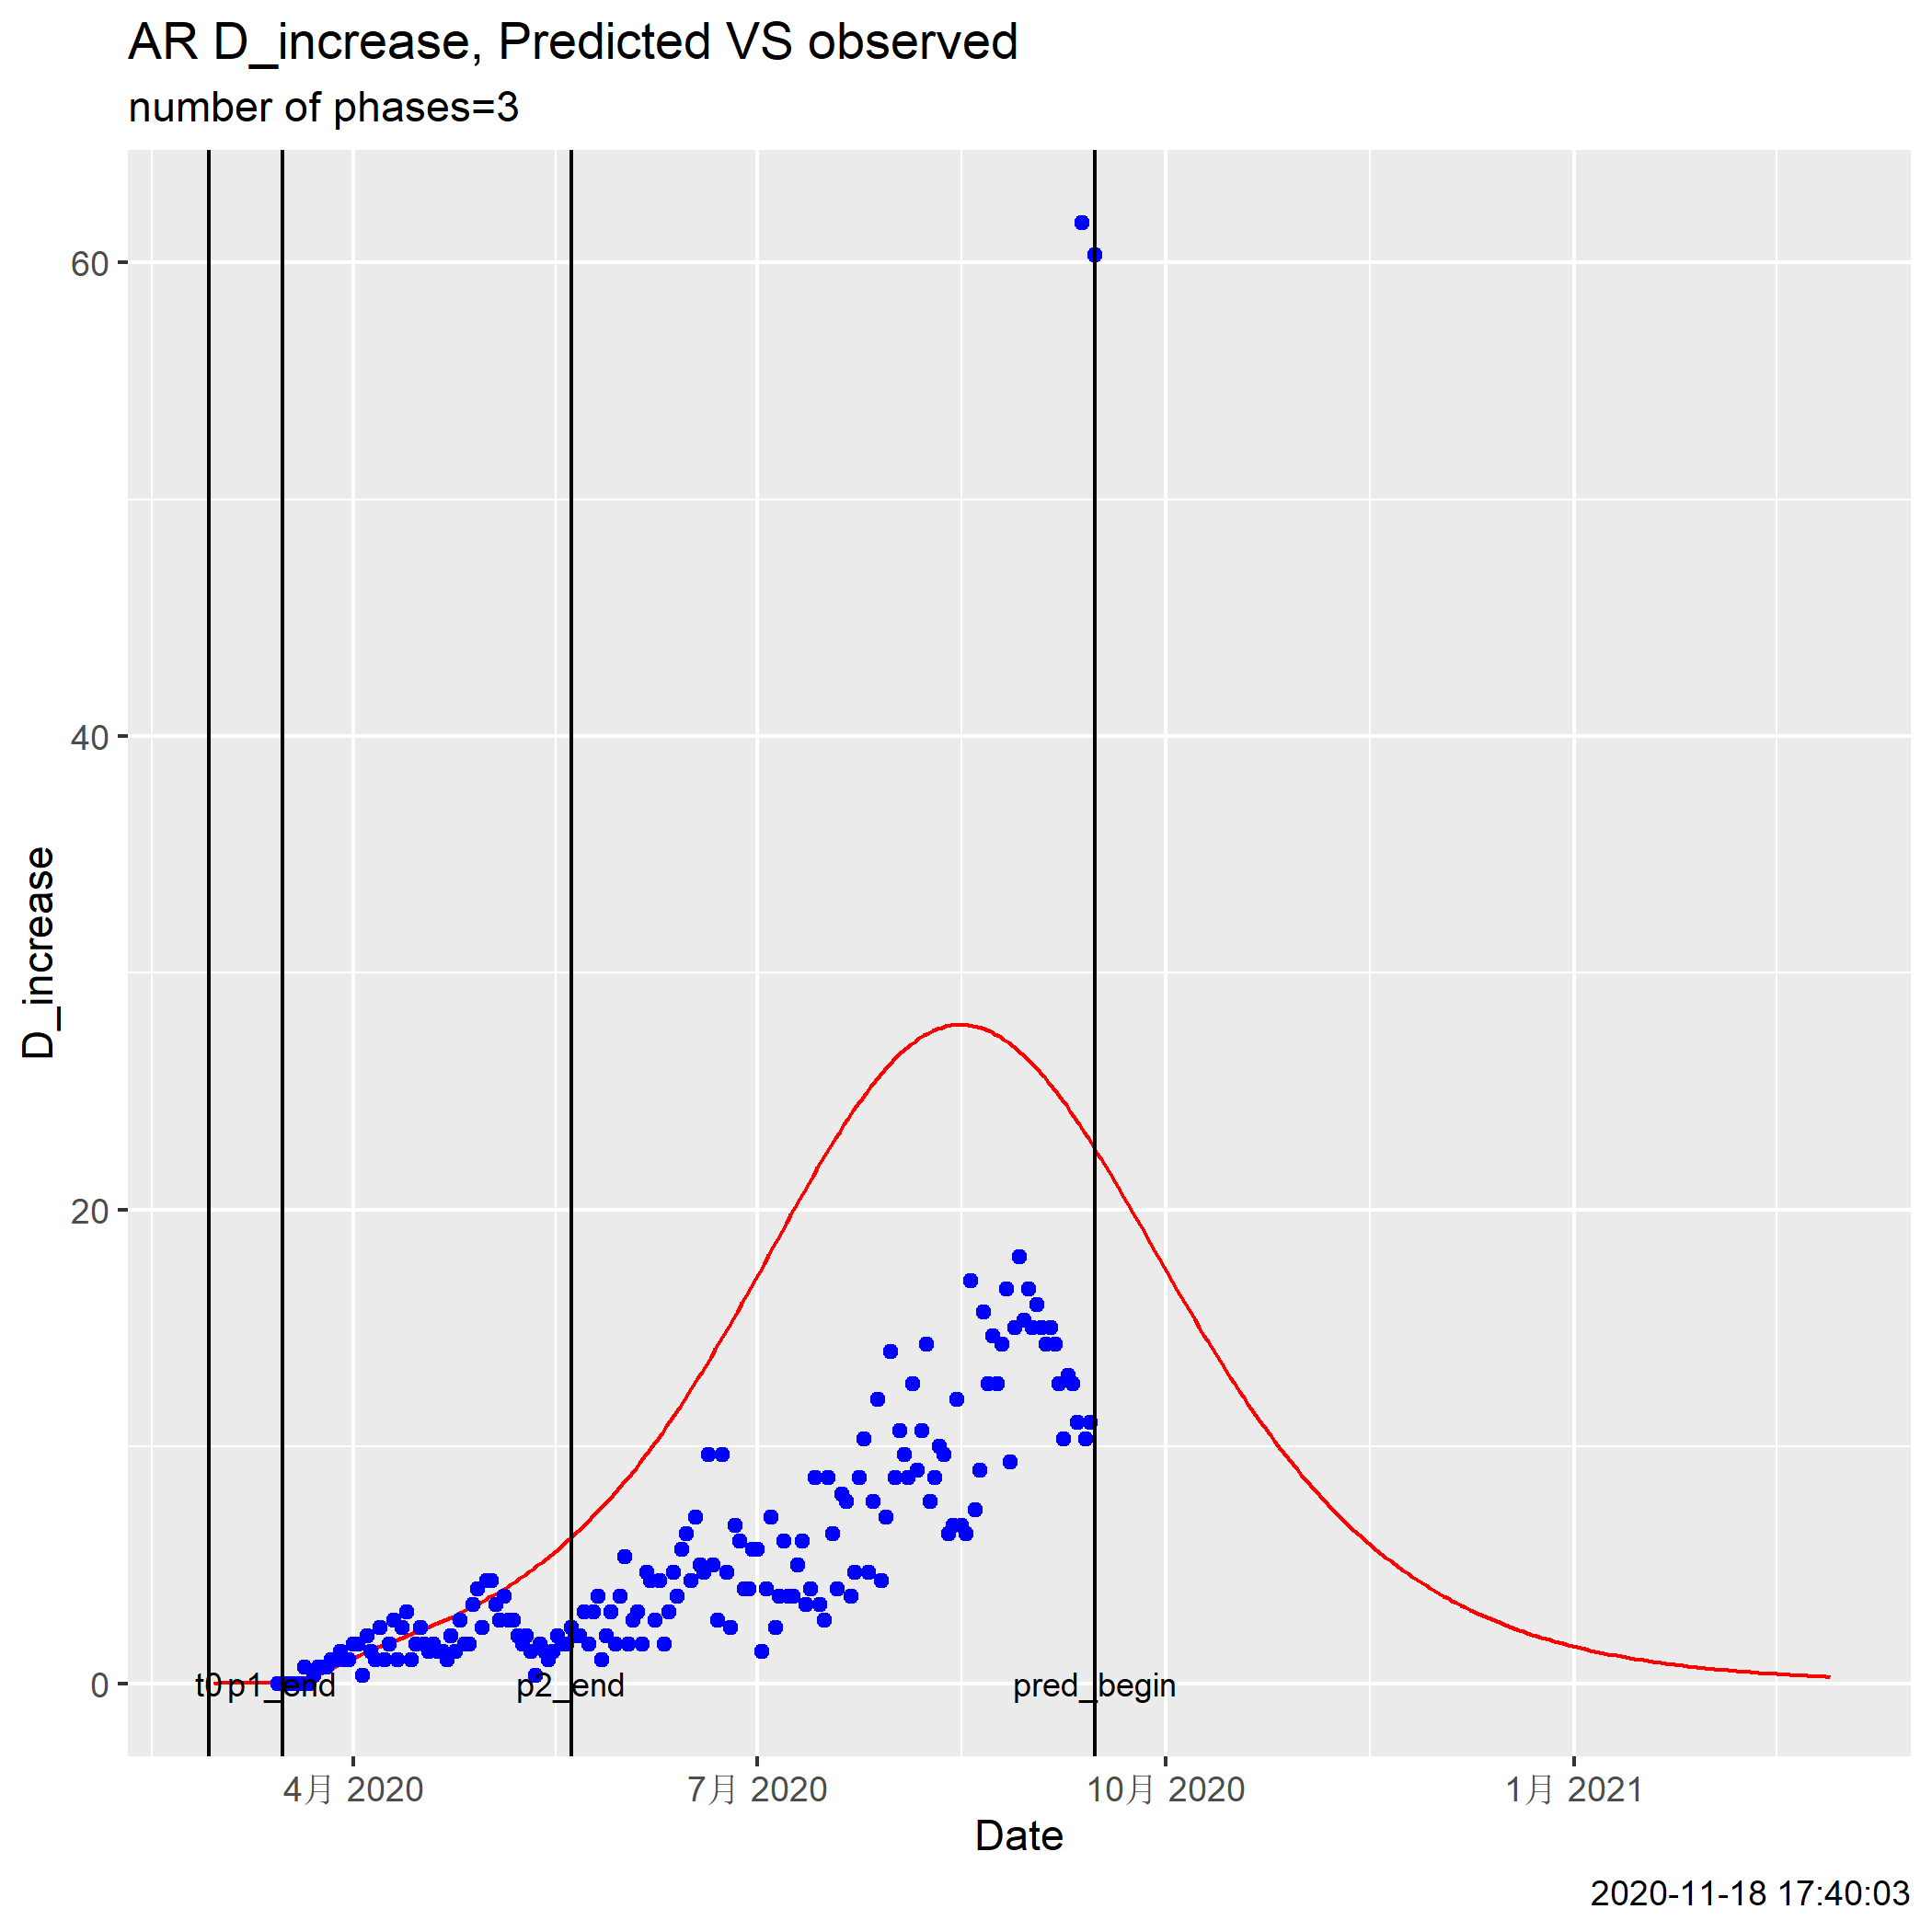 AR D_increase, Predicted VS observed
number of phases=3
60
40
20
0
D_increase
t0 p1_end p2_end pred_begin
4月 2020 7月 2020 10月 2020 1月 2021
Date
2020-11-18 17:40:03